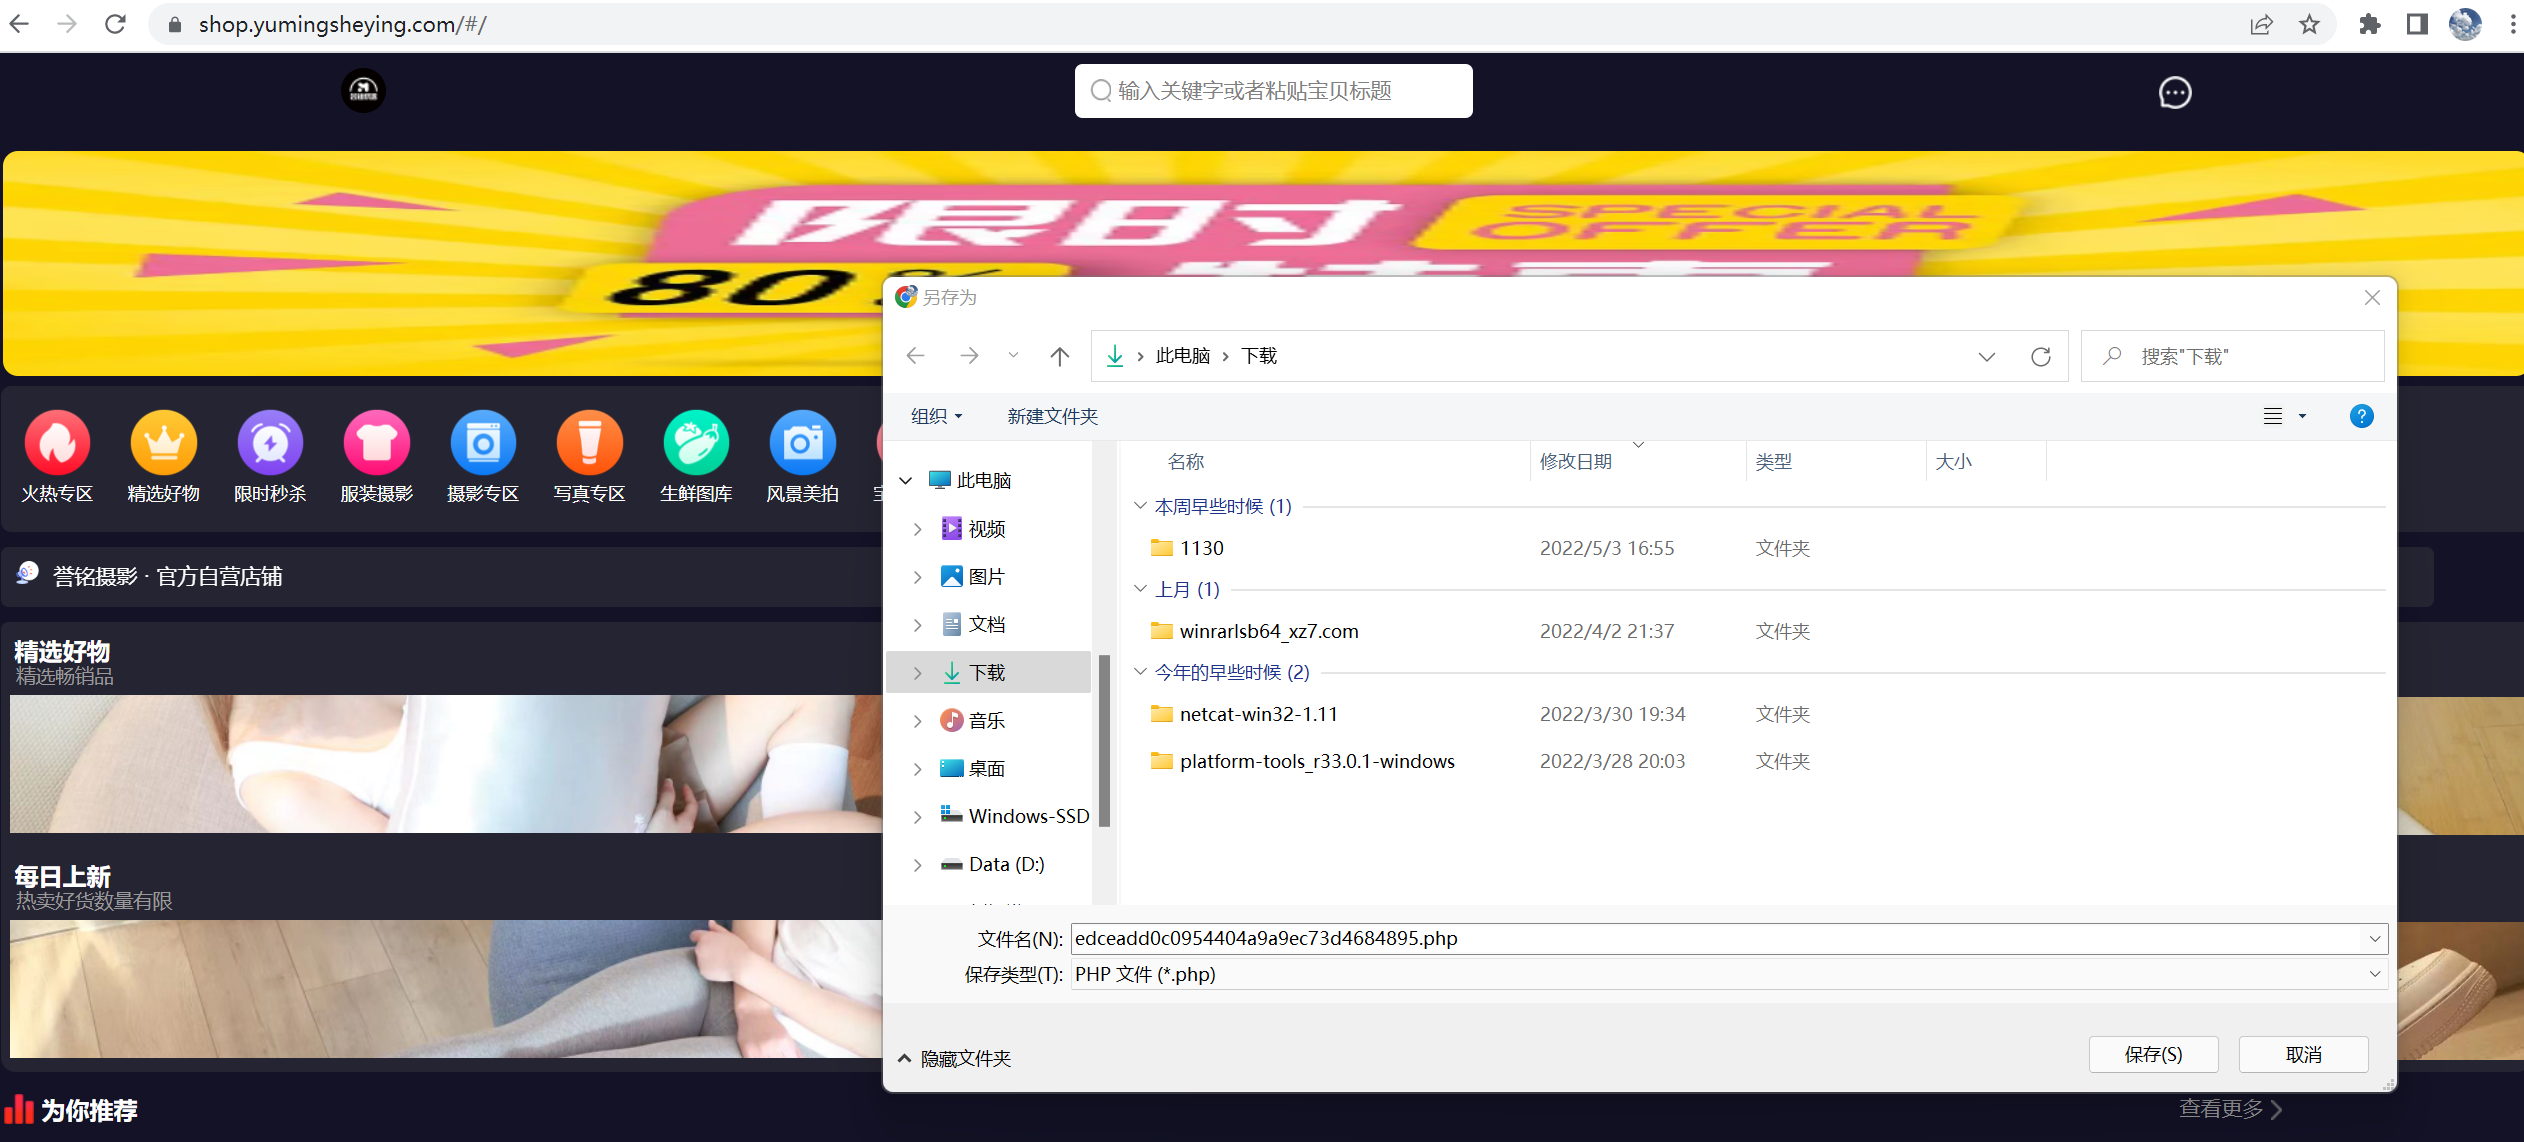 shop.yumingsheying.com/#/
输入关键字或者粘贴宝贝标题
限时
SPECIAL
OFFER
80%
火热专区 精选好物 限时秒杀 服装摄影 摄影专区 写真专区 生鲜图库 风景美拍
誉铭摄影 · 官方自营店铺
精选好物
精选畅销品
每日上新
热卖好货数量有限
为你推荐
查看更多
另存为
此电脑 下载
搜索"下载"
组织 新建文件夹
此电脑
视频
图片
文档
下载
音乐
桌面
Windows-SSD
Data (D:)
名称 修改日期 类型 大小
本周早些时候 (1)
1130 2022/5/3 16:55 文件夹
上月 (1)
winrarlsb64_xz7.com 2022/4/2 21:37 文件夹
今年的早些时候 (2)
netcat-win32-1.11 2022/3/30 19:34 文件夹
platform-tools_r33.0.1-windows 2022/3/28 20:03 文件夹
文件名(N): edceadd0c0954404a9a9ec73d4684895.php
保存类型(T): PHP 文件 (*.php)
隐藏文件夹
保存(S) 取消